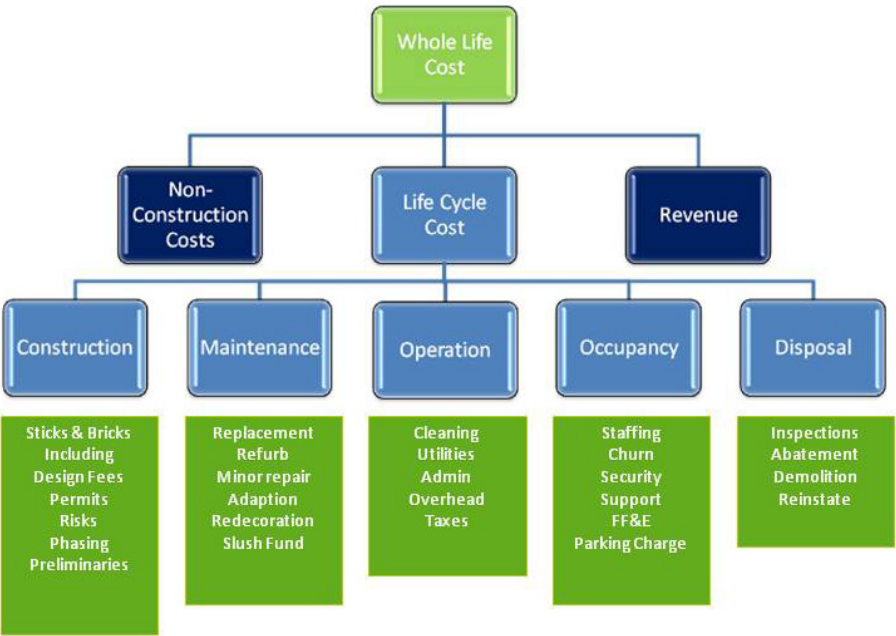 Whole Life
Cost
Non-
Construction
Costs
Life Cycle
Cost
Revenue
Construction
Maintenance
Operation
Occupancy
Disposal
Sticks & Bricks
Including
Design Fees
Permits
Risks
Phasing
Preliminaries
Replacement
Refurb
Minor repair
Adaption
Redecoration
Slush Fund
Cleaning
Utilities
Admin
Overhead
Taxes
Staffing
Churn
Security
Support
FF&E
Parking Charge
Inspections
Abatement
Demolition
Reinstate